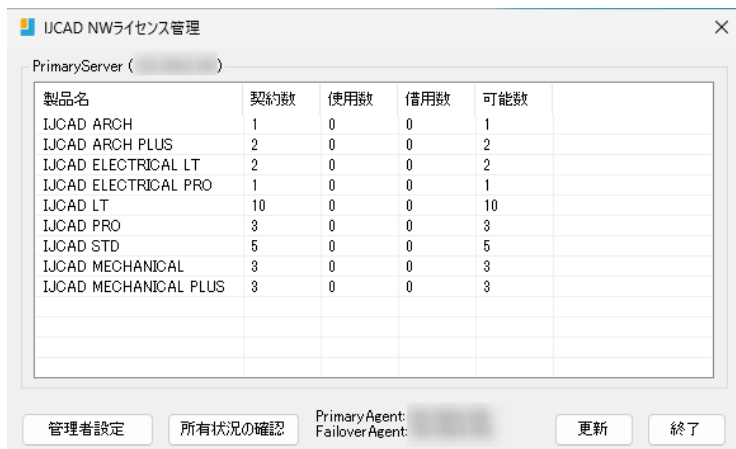 IJCAD NWライセンス管理
PrimaryServer ( )
製品名 契約数 使用数 借用数 可能数
IJCAD ARCH 1 0 0 1
IJCAD ARCH PLUS 2 0 0 2
IJCAD ELECTRICAL LT 2 0 0 2
IJCAD ELECTRICAL PRO 1 0 0 1
IJCAD LT 10 0 0 10
IJCAD PRO 3 0 0 3
IJCAD STD 5 0 0 5
IJCAD MECHANICAL 3 0 0 3
IJCAD MECHANICAL PLUS 3 0 0 3
管理者設定 所有状況の確認 PrimaryAgent: 更新 終了
FailoverAgent: